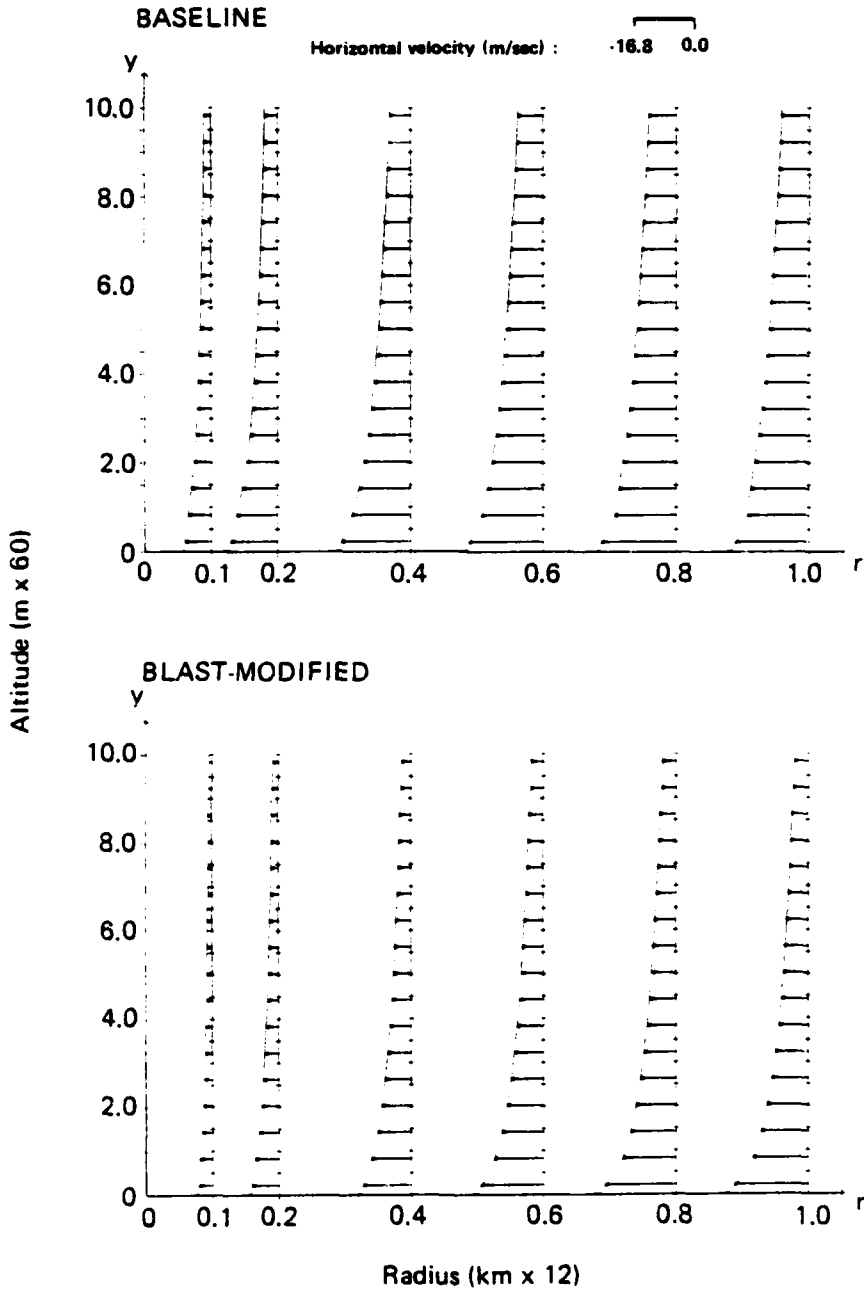 BASELINE
Horizontal velocity (m/sec) : -16.8 0.0
y
10.0
8.0
6.0
4.0
2.0
0
0 0.1 0.2 0.4 0.6 0.8 1.0 r
Altitude (m x 60)
BLAST-MODIFIED
y
10.0
8.0
6.0
4.0
2.0
0
0 0.1 0.2 0.4 0.6 0.8 1.0 r
Radius (km x 12)